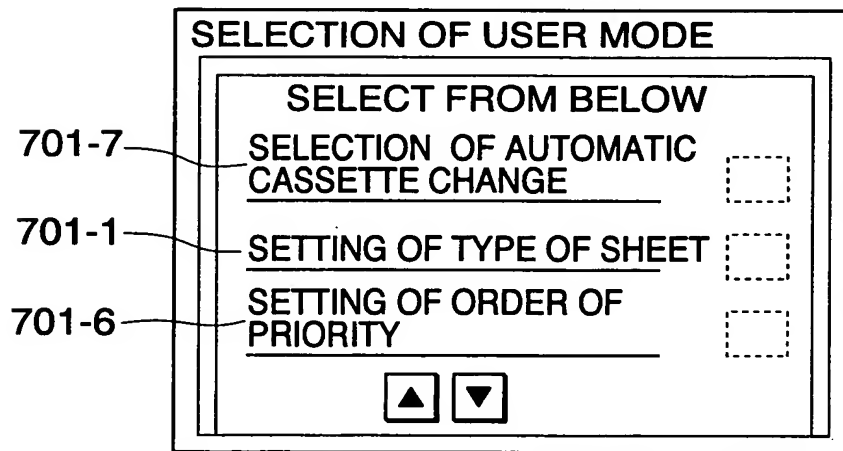 SELECTION OF USER MODE
SELECT FROM BELOW
701-7
SELECTION OF AUTOMATIC
CASSETTE CHANGE
701-1
SETTING OF TYPE OF SHEET
701-6
SETTING OF ORDER OF
PRIORITY